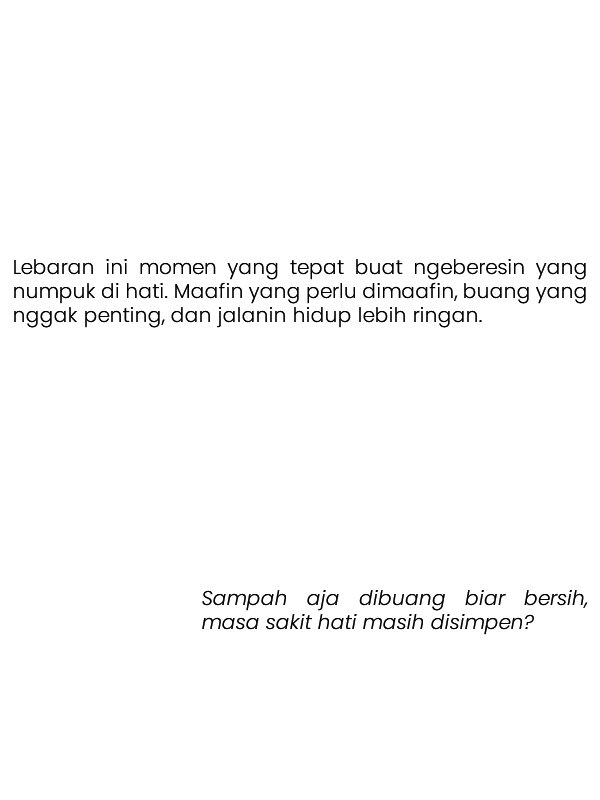 Lebaran ini momen yang tepat buat ngeberesin yang
numpuk di hati. Maafin yang perlu dimaafin, buang yang
nggak penting, dan jalanin hidup lebih ringan.
Sampah aja dibuang biar bersih,
masa sakit hati masih disimpen?